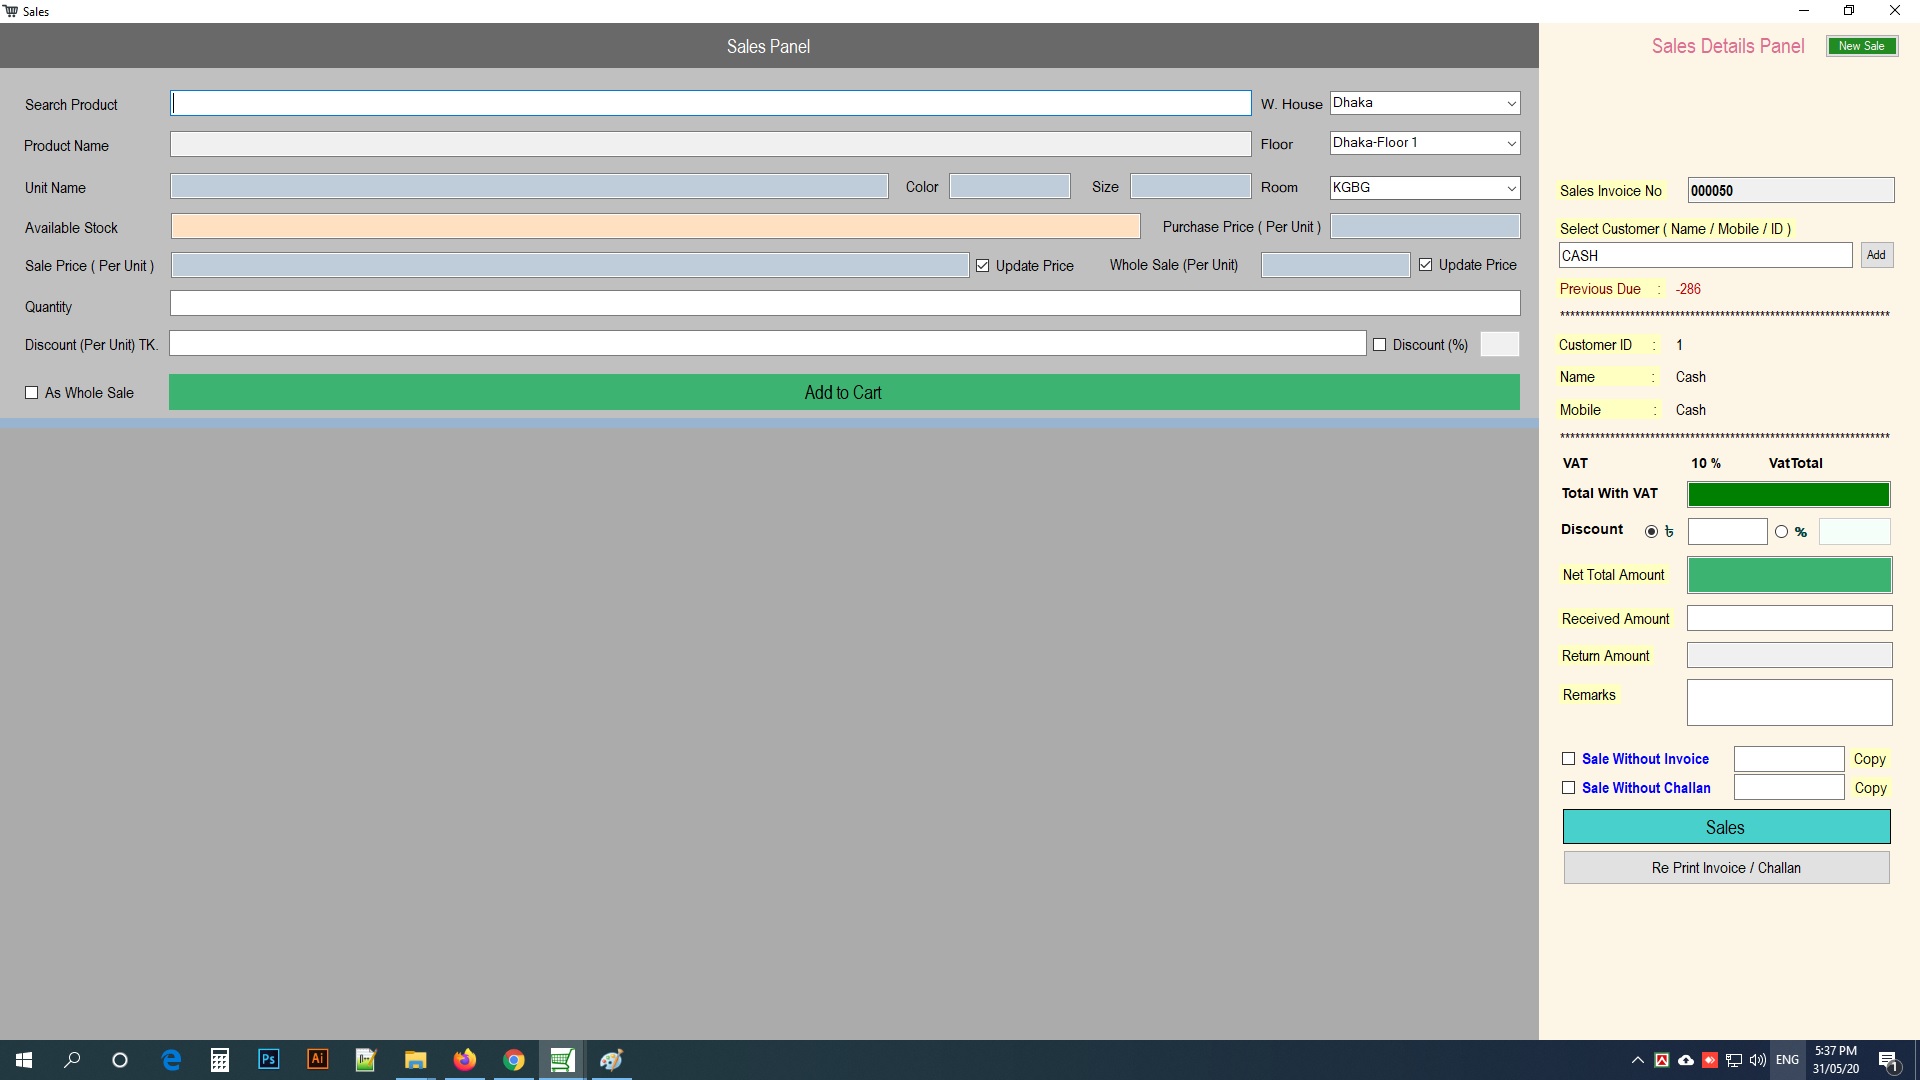 Sales
Sales Panel
Search Product
W. House Dhaka
Product Name
Floor Dhaka-Floor 1
Unit Name Color Size Room KGBG
Available Stock Purchase Price ( Per Unit )
Sale Price ( Per Unit ) Update Price Whole Sale (Per Unit) Update Price
Quantity
Discount (Per Unit) TK. Discount (%)
As Whole Sale Add to Cart
Sales Details Panel New Sale
Sales Invoice No 000050
Select Customer ( Name / Mobile / ID )
CASH Add
Previous Due : -286
******************************************************************
Customer ID : 1
Name : Cash
Mobile : Cash
******************************************************************
VAT 10 % VatTotal
Total With VAT
Discount ৳ %
Net Total Amount
Received Amount
Return Amount
Remarks
Sale Without Invoice Copy
Sale Without Challan Copy
Sales
Re Print Invoice / Challan
Ps Ai ENG 5:37 PM
31/05/20 1